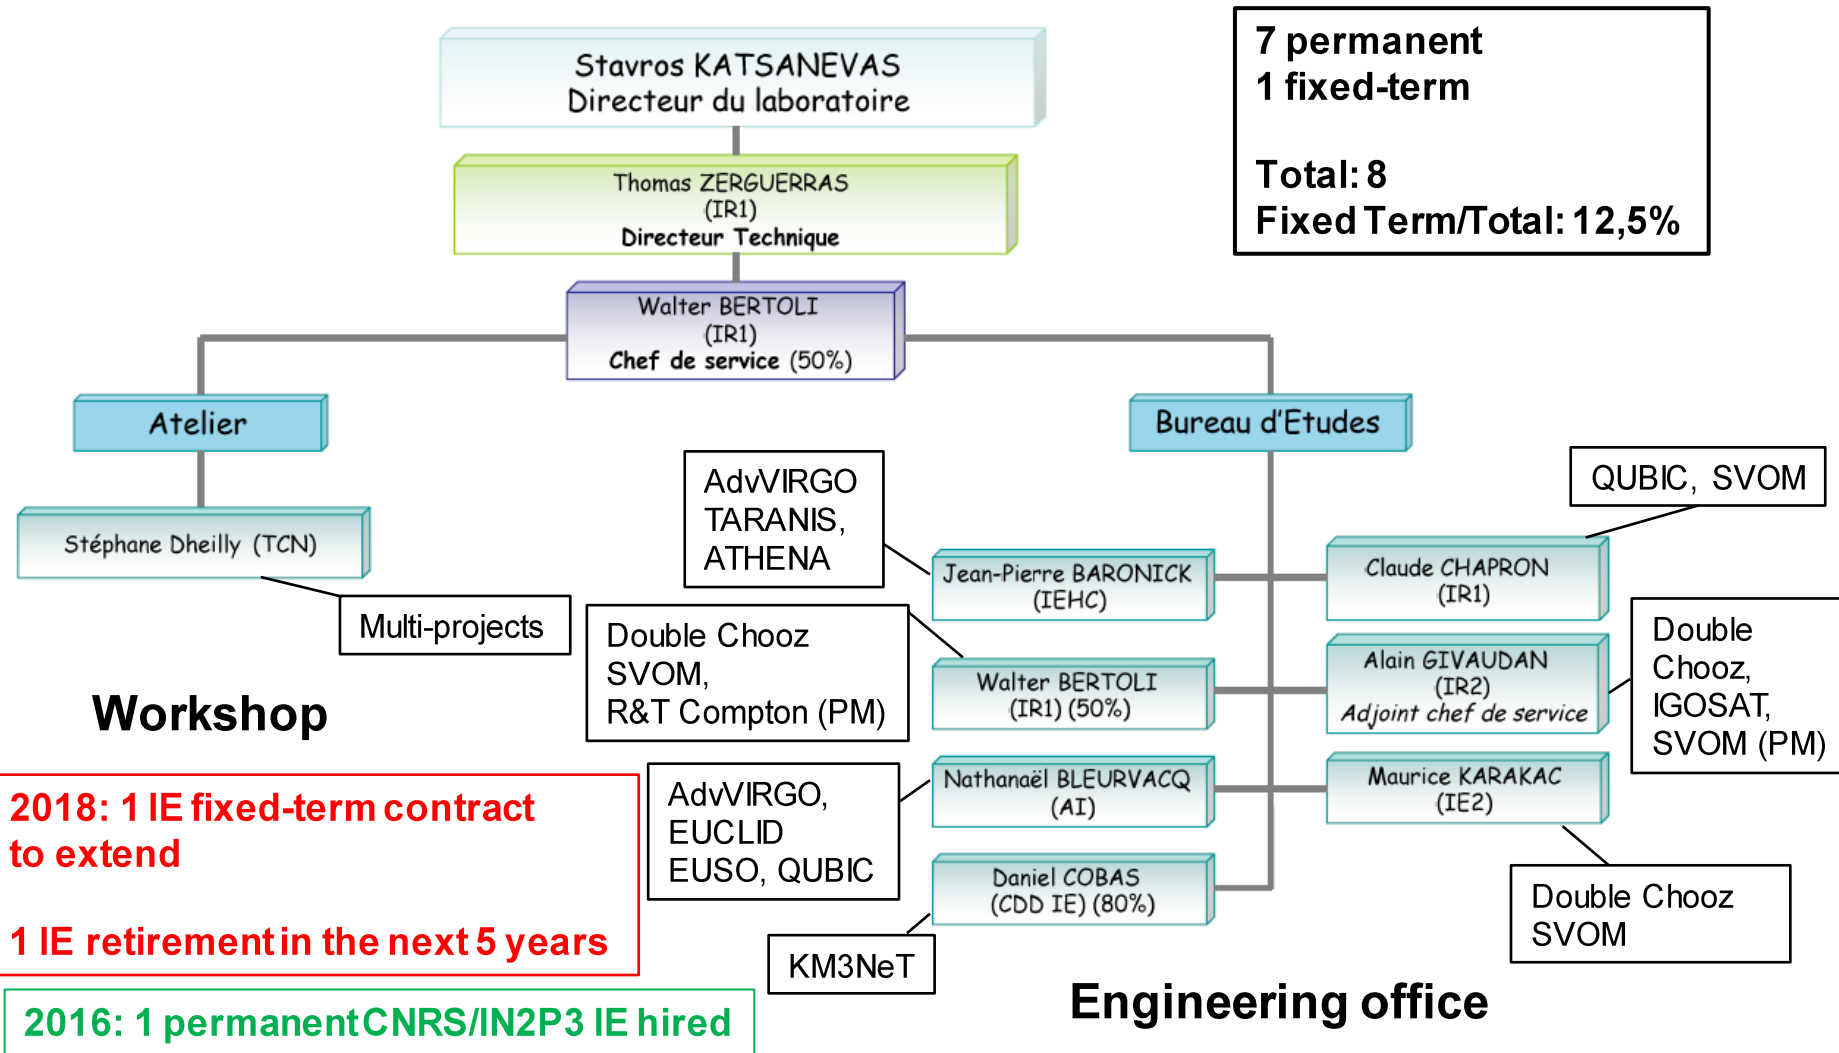 Stavros KATSANEVAS
Directeur du laboratoire
7 permanent
1 fixed-term
Total: 8
Fixed Term/Total: 12,5%
Thomas ZERGUERRAS
(IR1)
Directeur Technique
Walter BERTOLI
(IR1)
Chef de service (50%)
Atelier
Bureau d'Etudes
Stéphane Dheilly (TCN)
Multi-projects
Workshop
AdvVIRGO
TARANIS,
ATHENA
Jean-Pierre BARONICK
(IEHC)
QUBIC, SVOM
Claude CHAPRON
(IR1)
Double Chooz
SVOM,
R&T Compton (PM)
Walter BERTOLI
(IR1) (50%)
Alain GIVAUDAN
(IR2)
Adjoint chef de service
Double
Chooz,
IGOSAT,
SVOM (PM)
AdvVIRGO,
EUCLID
EUSO, QUBIC
Nathanaël BLEURVACQ
(AI)
Maurice KARAKAC
(IE2)
Double Chooz
SVOM
Daniel COBAS
(CDD IE) (80%)
KM3NeT
Engineering office
2018: 1 IE fixed-term contract
to extend
1 IE retirement in the next 5 years
2016: 1 permanent CNRS/IN2P3 IE hired